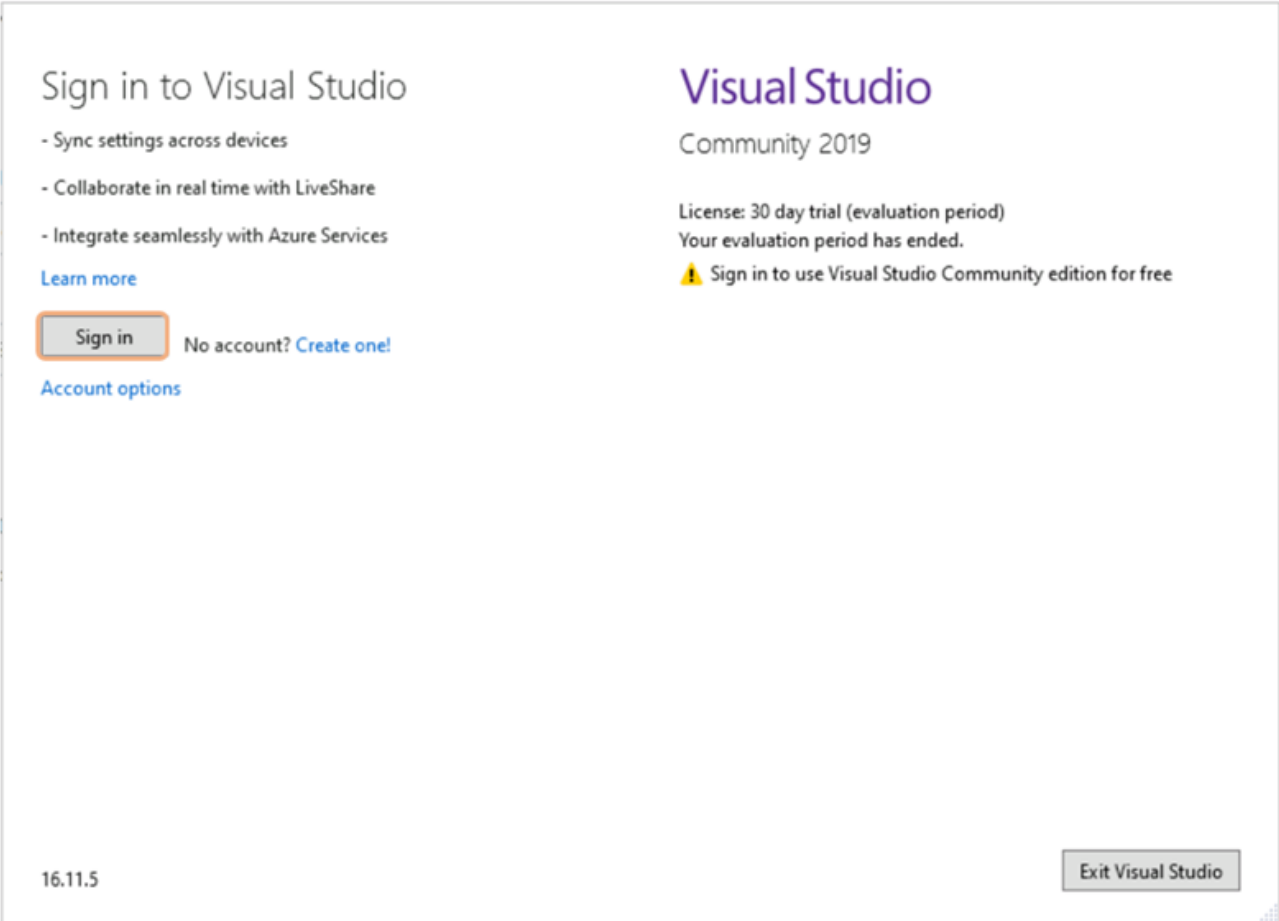 Sign in to Visual Studio
- Sync settings across devices
- Collaborate in real time with LiveShare
- Integrate seamlessly with Azure Services
Learn more
Sign in
No account? Create one!
Account options
16.11.5
Visual Studio
Community 2019
License: 30 day trial (evaluation period)
Your evaluation period has ended.
Sign in to use Visual Studio Community edition for free
Exit Visual Studio